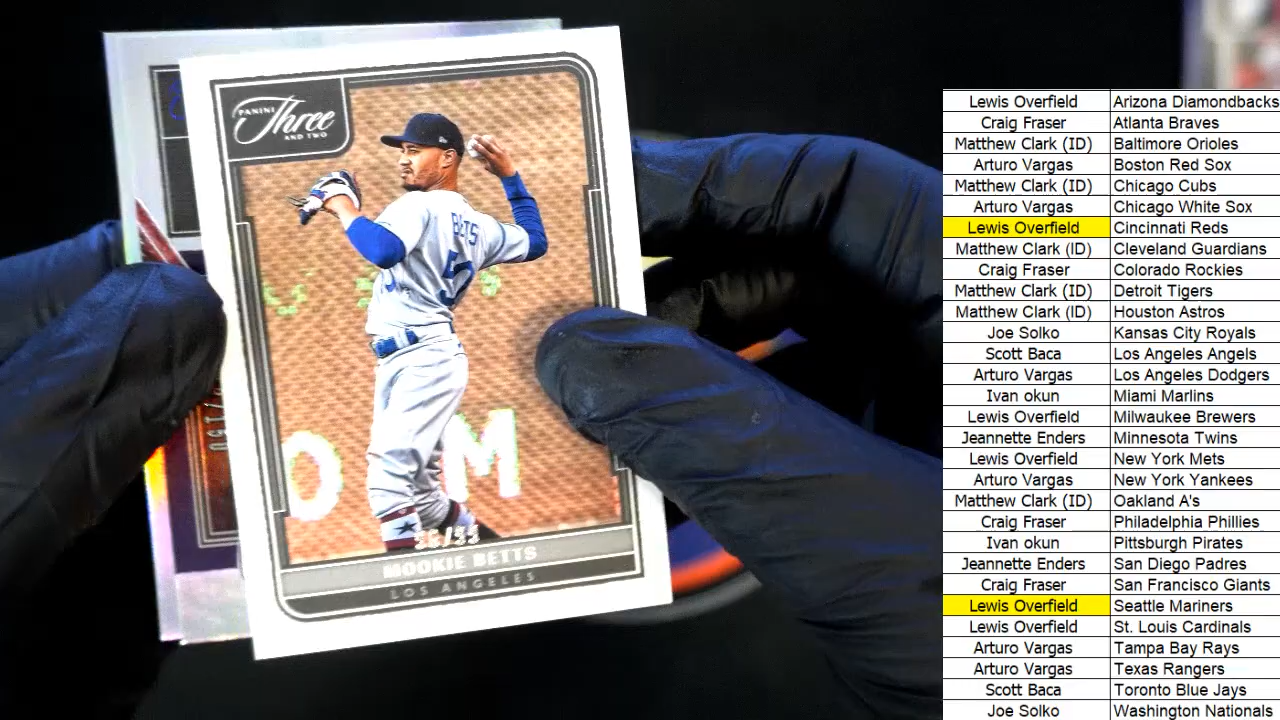 PANINI
Three
AND TWO
BETTS
50
O M
MOOKIE BETTS
LOS ANGELES
Lewis Overfield Arizona Diamondbacks
Craig Fraser Atlanta Braves
Matthew Clark (ID) Baltimore Orioles
Arturo Vargas Boston Red Sox
Matthew Clark (ID) Chicago Cubs
Arturo Vargas Chicago White Sox
Lewis Overfield Cincinnati Reds
Matthew Clark (ID) Cleveland Guardians
Craig Fraser Colorado Rockies
Matthew Clark (ID) Detroit Tigers
Matthew Clark (ID) Houston Astros
Joe Solko Kansas City Royals
Scott Baca Los Angeles Angels
Arturo Vargas Los Angeles Dodgers
Ivan okun Miami Marlins
Lewis Overfield Milwaukee Brewers
Jeannette Enders Minnesota Twins
Lewis Overfield New York Mets
Arturo Vargas New York Yankees
Matthew Clark (ID) Oakland A's
Craig Fraser Philadelphia Phillies
Ivan okun Pittsburgh Pirates
Jeannette Enders San Diego Padres
Craig Fraser San Francisco Giants
Lewis Overfield Seattle Mariners
Lewis Overfield St. Louis Cardinals
Arturo Vargas Tampa Bay Rays
Arturo Vargas Texas Rangers
Scott Baca Toronto Blue Jays
Joe Solko Washington Nationals